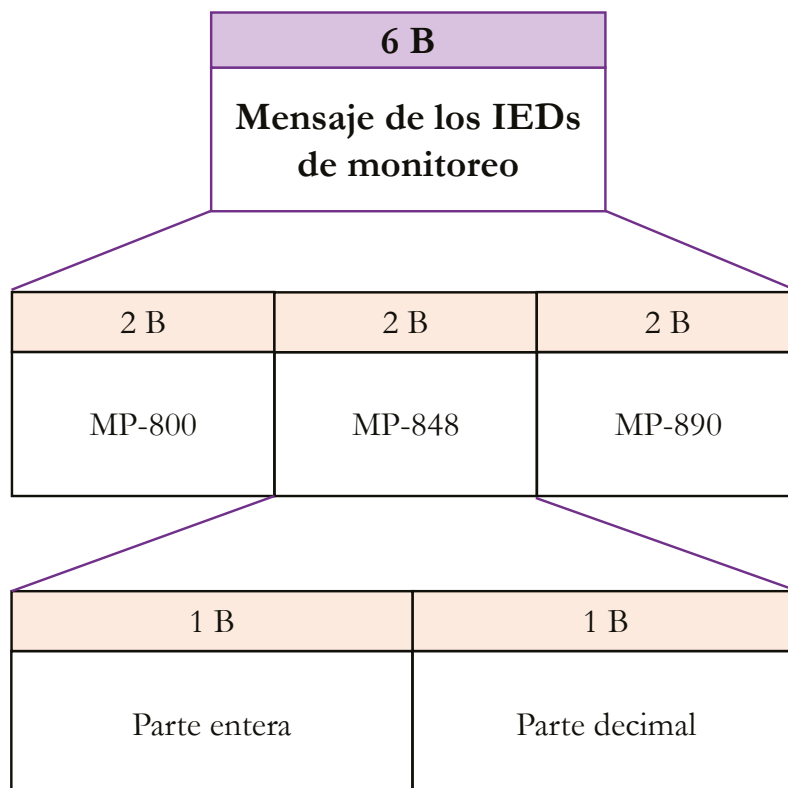 6 B
Mensaje de los IEDs
de monitoreo
2 B
2 B
2 B
MP-800
MP-848
MP-890
1 B
1 B
Parte entera
Parte decimal